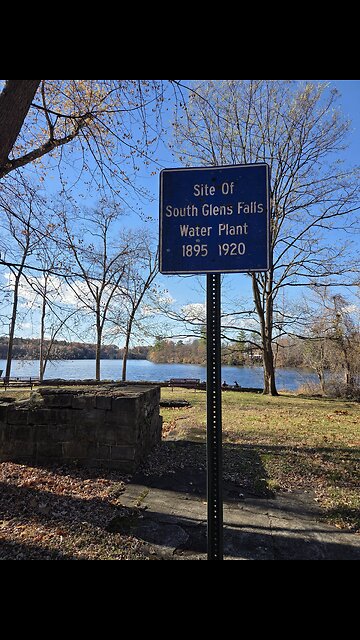 Site Of
South Glens Falls
Water Plant
1895 1920